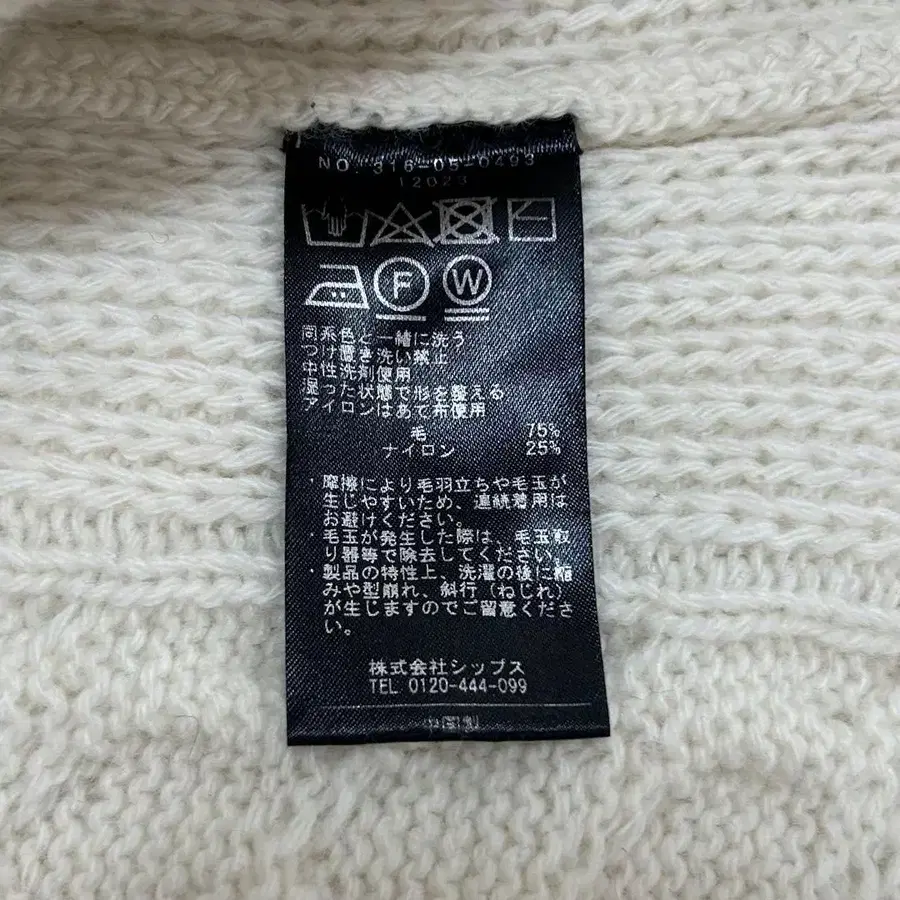 NO. 316-05-0493
12023
F W
同系色と一緒に洗う
つけ置き洗い禁止
中性洗剤使用
湿った状態で形を整える
アイロンはあて布使用
毛 75%
ナイロン 25%
摩擦により毛羽立ちや毛玉が
生じやすいため、連続着用は
お避けください。
毛玉が発生した際は、毛玉取
り器等で除去してください。
製品の特性上、洗濯の後に縮
みや型崩れ、斜行(ねじれ)
が生じますのでご留意くださ
い。
株式会社シップス
TEL 0120-444-099